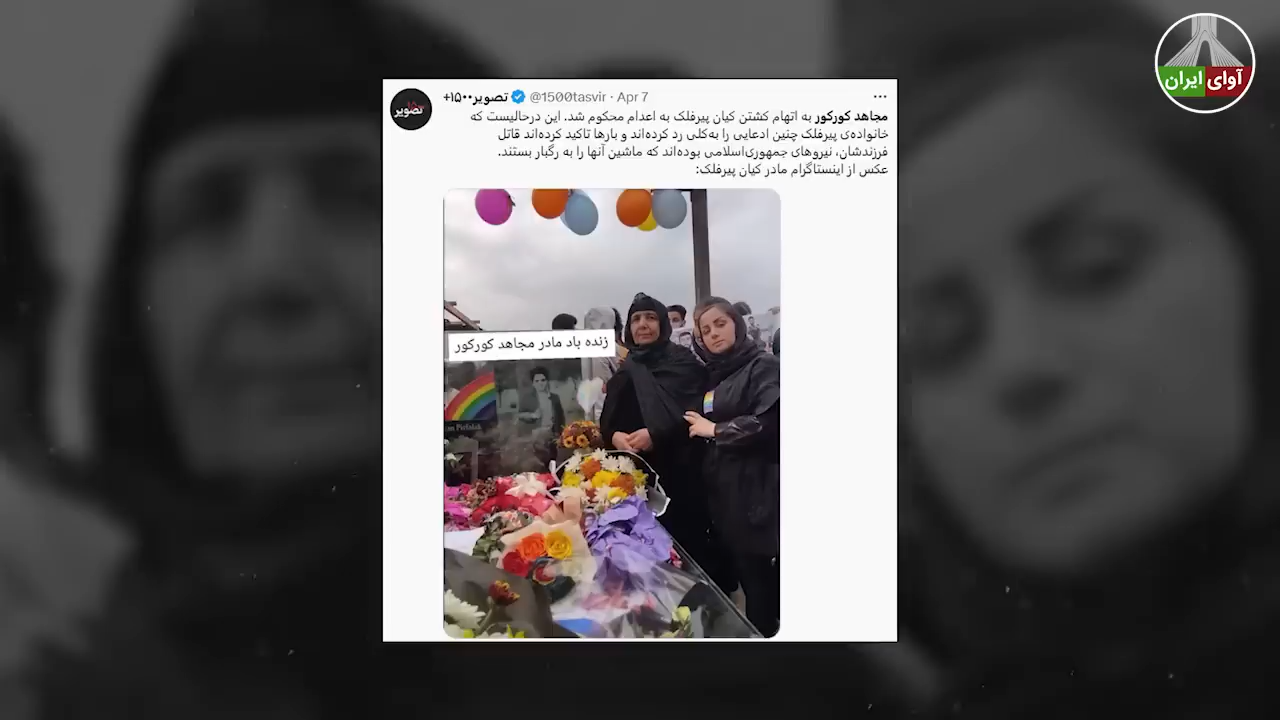 آوای ایران
تصویر۱۵۰۰+ @1500tasvir · Apr 7
تصویر
مجاهد کورکور به اتهام کشتن کیان پیرفلک به اعدام محکوم شد. این درحالیست که
خانواده‌ی پیرفلک چنین ادعایی را به‌کلی رد کرده‌اند و بارها تاکید کرده‌اند قاتل
فرزندشان، نیروهای جمهوری‌اسلامی بوده‌اند که ماشین آنها را به رگبار بستند.
عکس از اینستاگرام مادر کیان پیرفلک:
زنده باد مادر مجاهد کورکور
an Pirfalak